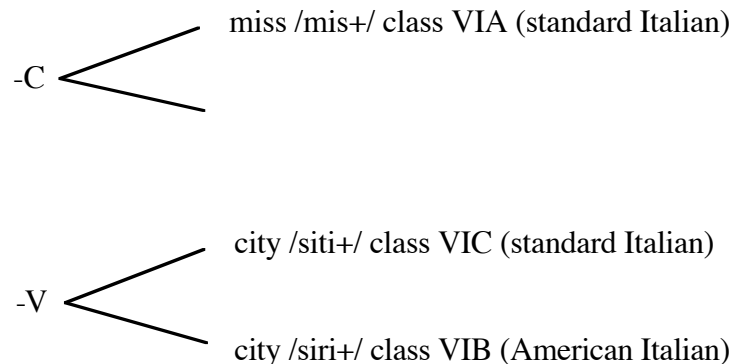 miss /mis+/ class VIA (standard Italian)
-C
city /siti+/ class VIC (standard Italian)
-V
city /siri+/ class VIB (American Italian)